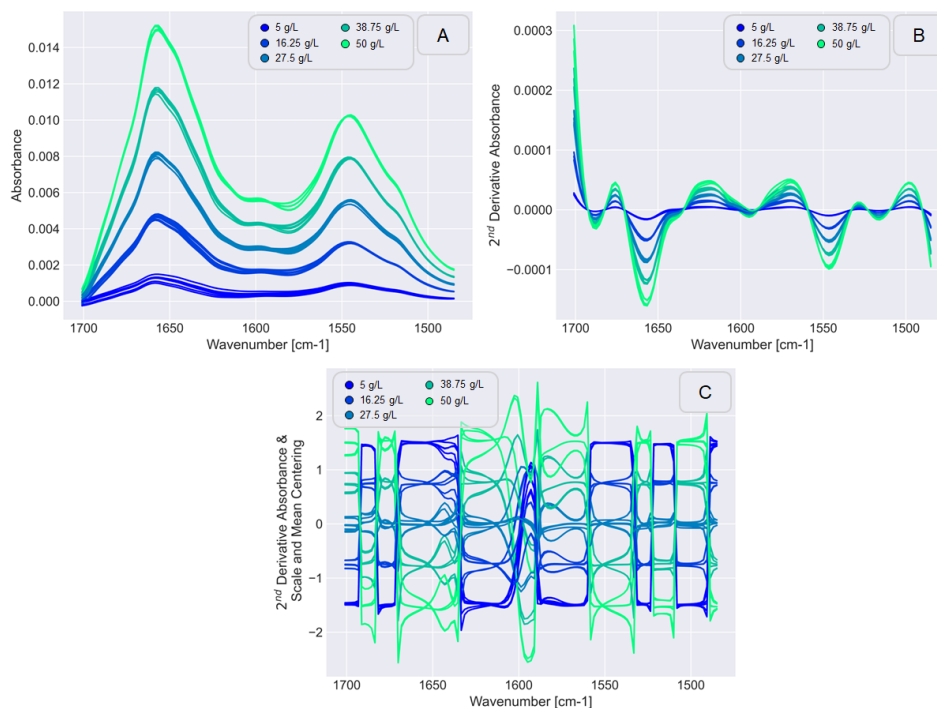 A
5 g/L
16.25 g/L
27.5 g/L
38.75 g/L
50 g/L
0.014
0.012
0.010
0.008
0.006
0.004
0.002
0.000
Absorbance
1700
1650
1600
1550
1500
Wavenumber [cm-1]
B
5 g/L
16.25 g/L
27.5 g/L
38.75 g/L
50 g/L
0.0003
0.0002
0.0001
0.0000
−0.0001
2nd Derivative Absorbance
1700
1650
1600
1550
1500
Wavenumber [cm-1]
C
5 g/L
16.25 g/L
27.5 g/L
38.75 g/L
50 g/L
2
1
0
−1
−2
2nd Derivative Absorbance &
Scale and Mean Centering
1700
1650
1600
1550
1500
Wavenumber [cm-1]